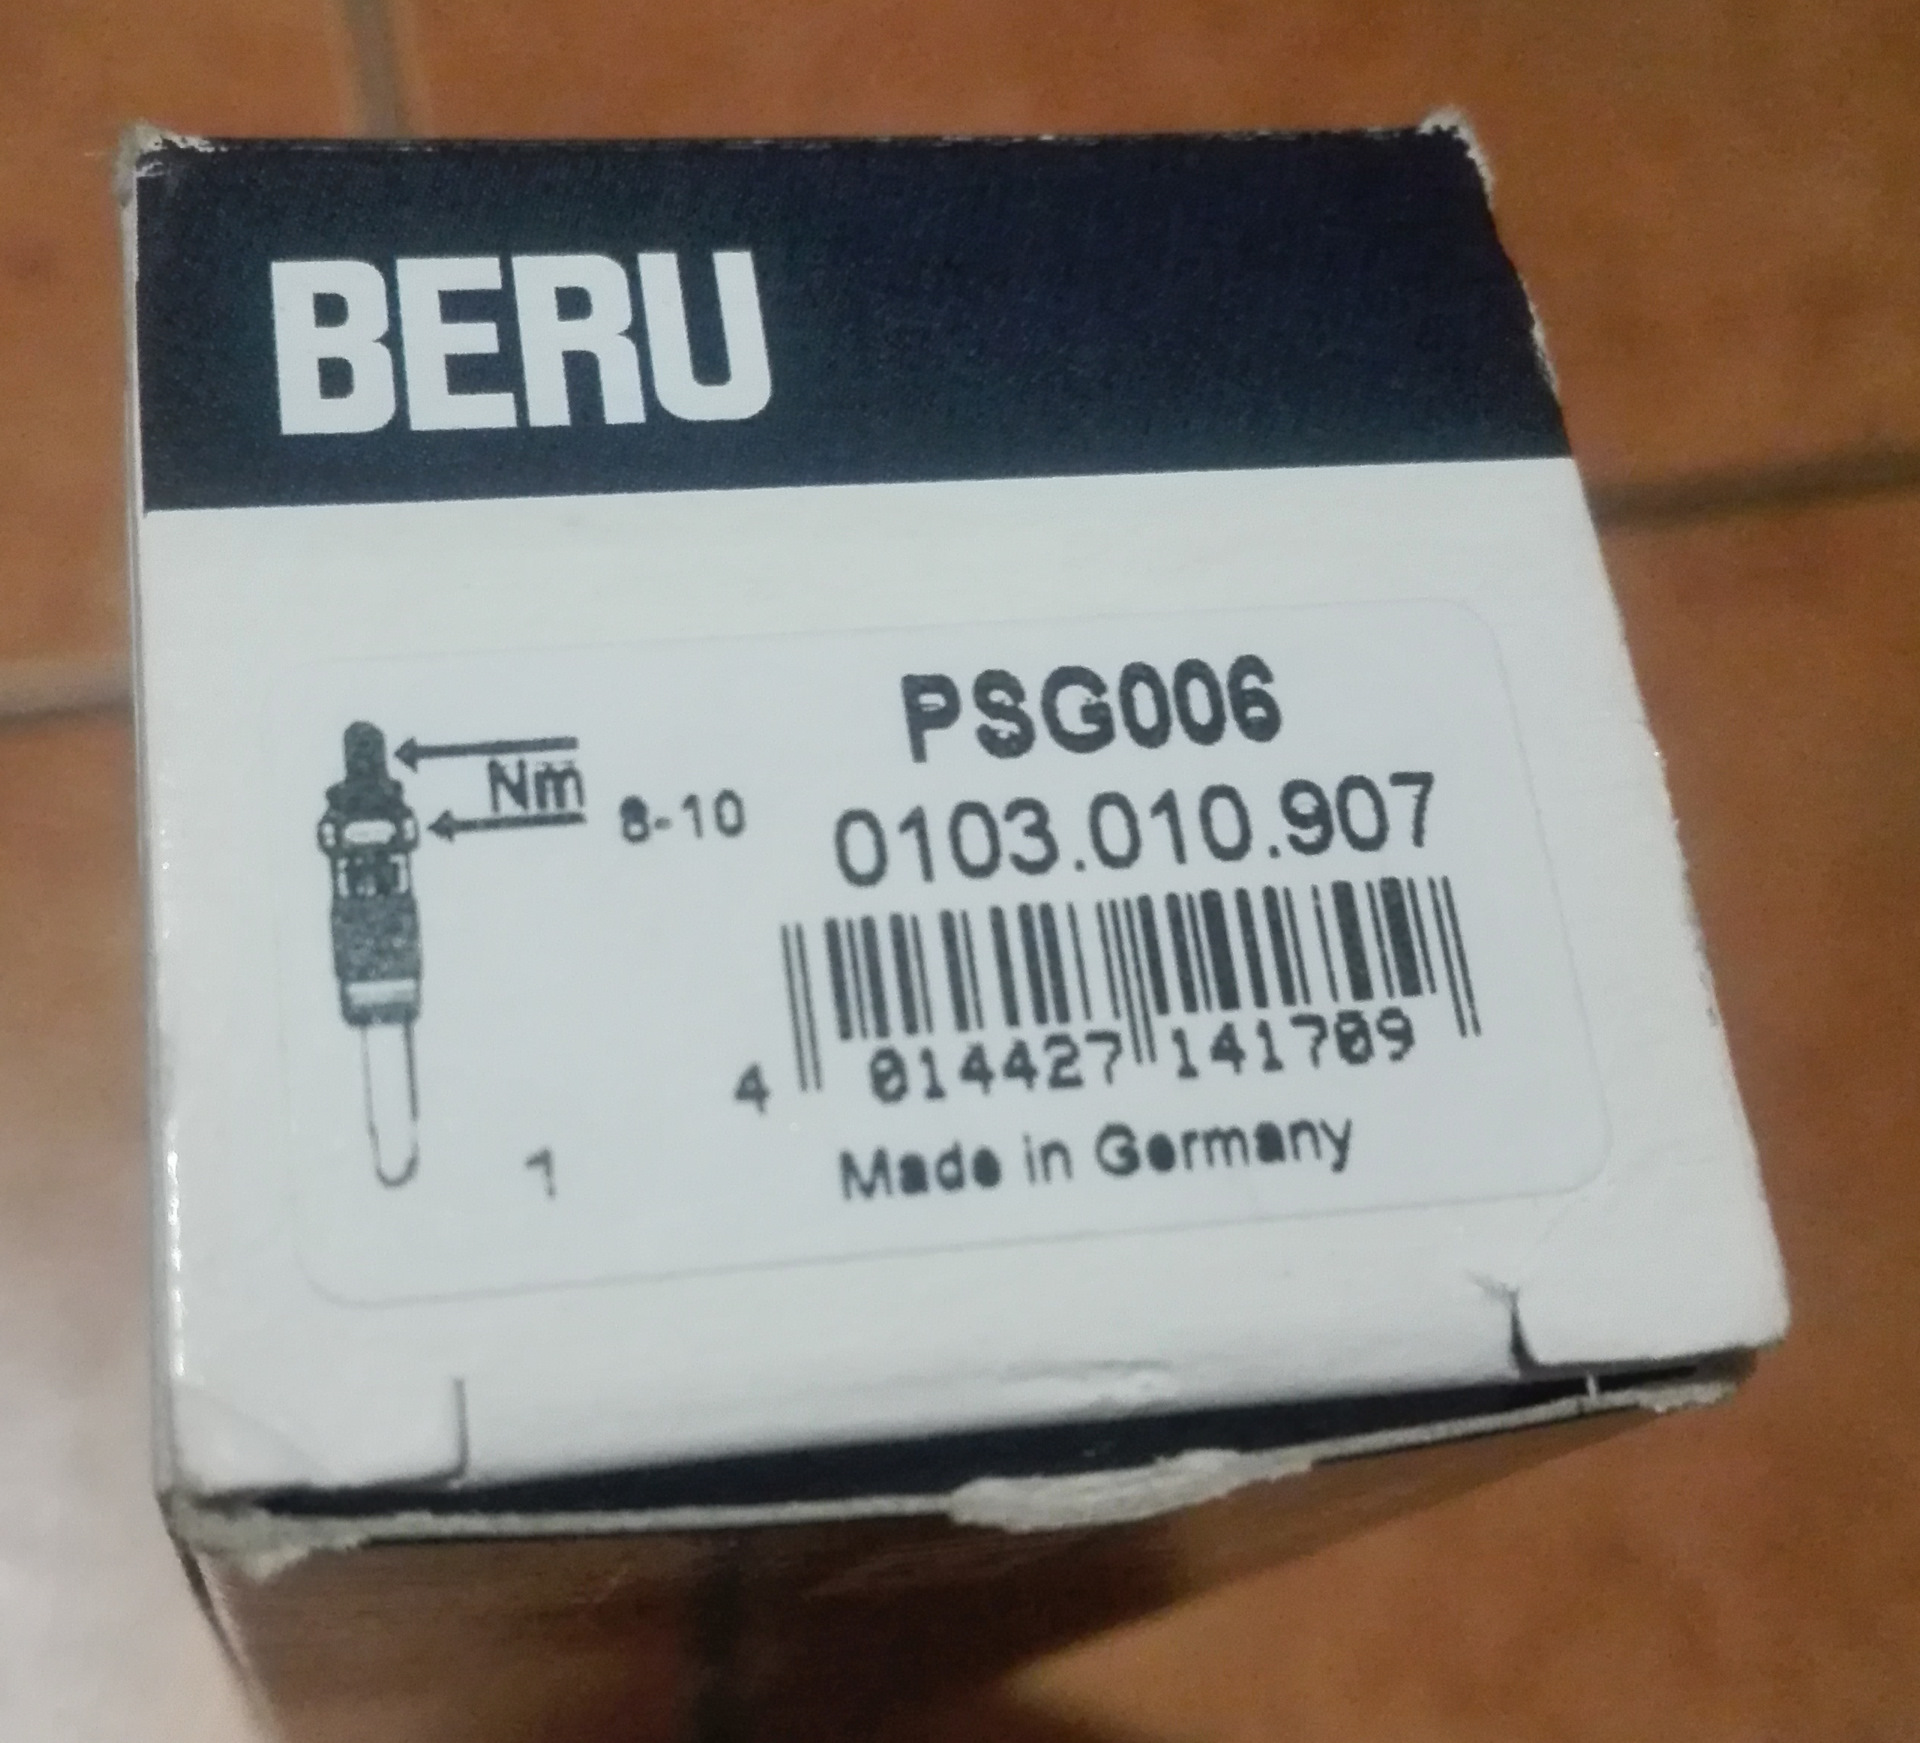 BERU
PSG006
Nm
8-10
0103.010.907
4 014427 141709
1
Made in Germany